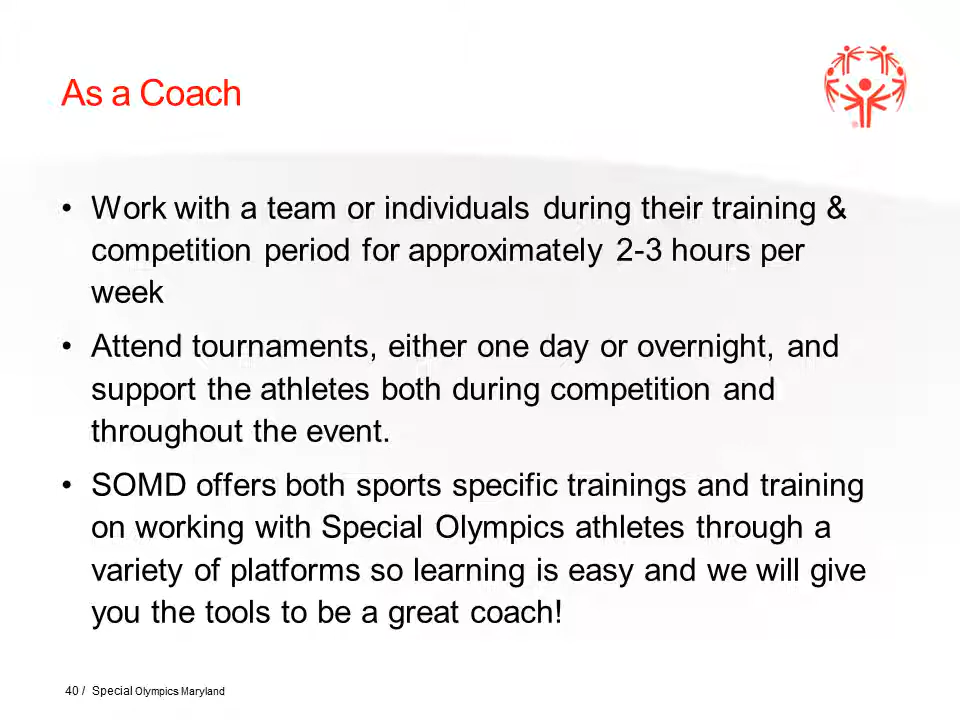 As a Coach
• Work with a team or individuals during their training &
competition period for approximately 2-3 hours per
week
• Attend tournaments, either one day or overnight, and
support the athletes both during competition and
throughout the event.
• SOMD offers both sports specific trainings and training
on working with Special Olympics athletes through a
variety of platforms so learning is easy and we will give
you the tools to be a great coach!
40 / Special Olympics Maryland